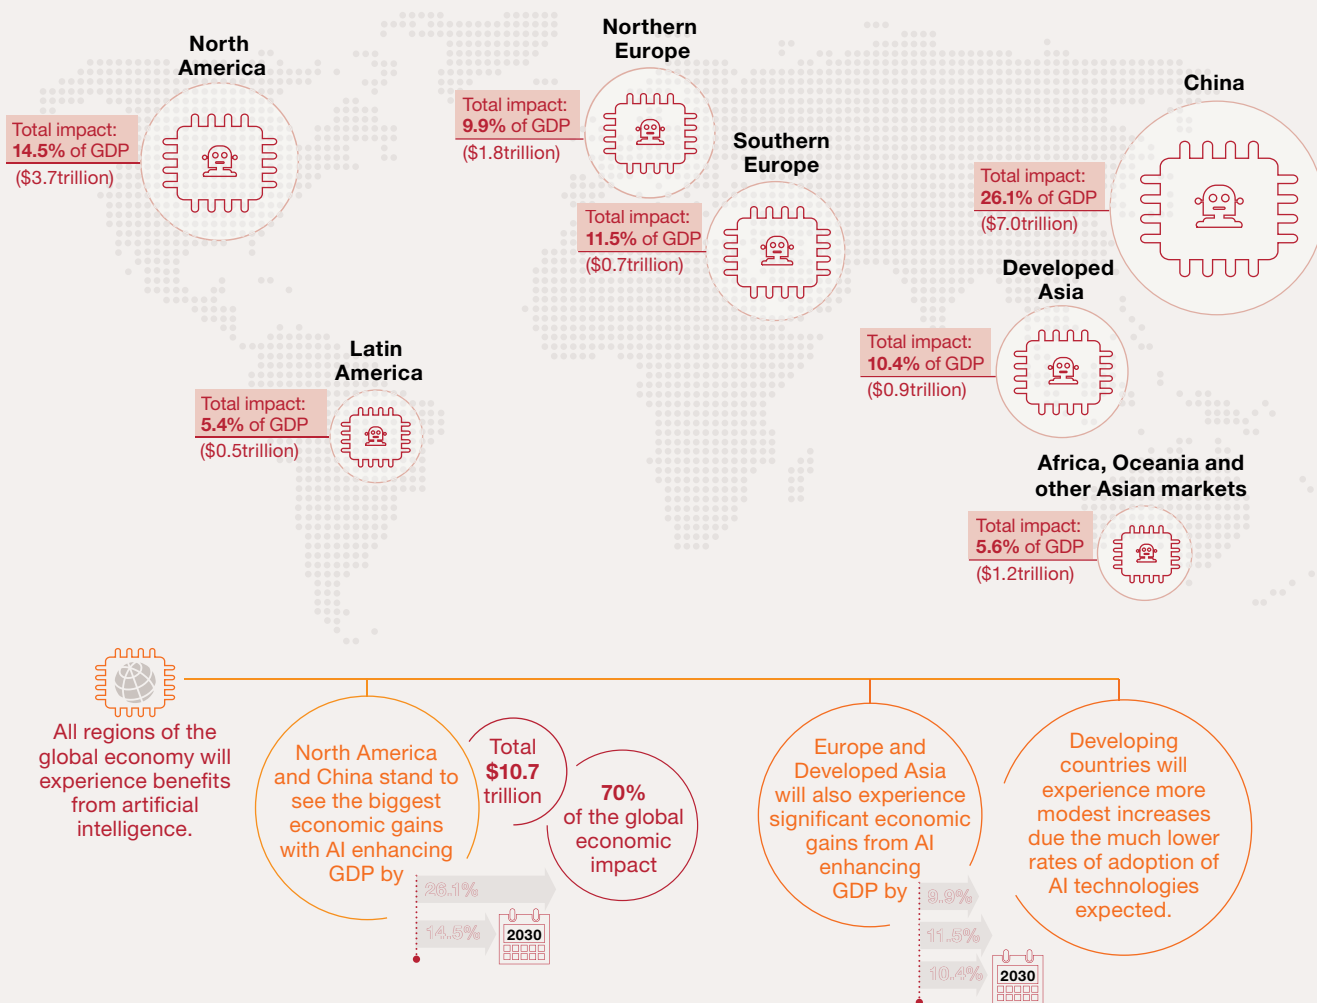 North
America
Total impact:
14.5% of GDP
($3.7trillion)
Northern
Europe
Total impact:
9.9% of GDP
($1.8trillion)
Southern
Europe
Total impact:
11.5% of GDP
($0.7trillion)
China
Total impact:
26.1% of GDP
($7.0trillion)
Developed
Asia
Total impact:
10.4% of GDP
($0.9trillion)
Latin
America
Total impact:
5.4% of GDP
($0.5trillion)
Africa, Oceania and
other Asian markets
Total impact:
5.6% of GDP
($1.2trillion)
All regions of the
global economy will
experience benefits
from artificial
intelligence.
North America
and China stand to
see the biggest
economic gains
with AI enhancing
GDP by
26.1%
14.5%
2030
Total
$10.7
trillion
70%
of the global
economic
impact
Europe and
Developed Asia
will also experience
significant economic
gains from AI
enhancing
GDP by
9.9%
11.5%
10.4%
2030
Developing
countries will
experience more
modest increases
due the much lower
rates of adoption of
AI technologies
expected.